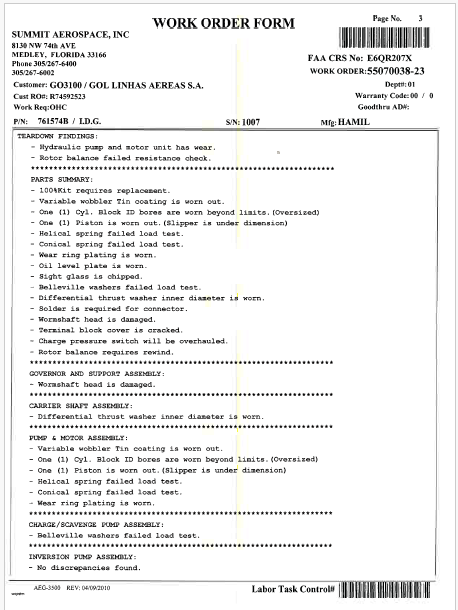 WORK ORDER FORM
Page No. 3
SUMMIT AEROSPACE, INC
8130 NW 74th AVE
MEDLEY, FLORIDA 33166
Phone 305/267-6400
305/267-6002
FAA CRS No: E6QR207X
WORK ORDER:55070038-23
Customer: GO3100 / GOL LINHAS AEREAS S.A.
Dept#: 01
Cust RO#: R74592523
Warranty Code: 00 / 0
Work Req:OHC
Goodthru AD#:
P/N: 761574B / I.D.G.
S/N: 1007
Mfg: HAMIL
TEARDOWN FINDINGS:
- Hydraulic pump and motor unit has wear.
- Rotor balance failed resistance check.
************************************************************
PARTS SUMMARY:
- 100%Kit requires replacement.
- Variable wobbler Tin coating is worn out.
- One (1) Cyl. Block ID bores are worn beyond limits.(Oversized)
- One (1) Piston is worn out.(Slipper is under dimension)
- Helical spring failed load test.
- Conical spring failed load test.
- Wear ring plating is worn.
- Oil level plate is worn.
- Sight glass is chipped.
- Belleville washers failed load test.
- Differential thrust washer inner diameter is worn.
- Solder is required for connector.
- Wormshaft head is damaged.
- Terminal block cover is cracked.
- Charge pressure switch will be overhauled.
- Rotor balance requires rewind.
************************************************************
GOVERNOR AND SUPPORT ASSEMBLY:
- Wormshaft head is damaged.
************************************************************
CARRIER SHAFT ASSEMBLY:
- Differential thrust washer inner diameter is worn.
************************************************************
PUMP & MOTOR ASSEMBLY:
- Variable wobbler Tin coating is worn out.
- One (1) Cyl. Block ID bores are worn beyond limits.(Oversized)
- One (1) Piston is worn out.(Slipper is under dimension)
- Helical spring failed load test.
- Conical spring failed load test.
- Wear ring plating is worn.
************************************************************
CHARGE/SCAVENGE PUMP ASSEMBLY:
- Belleville washers failed load test.
************************************************************
INVERSION PUMP ASSEMBLY:
- No discrepancies found.
AEG-3500 REV: 04/09/2010
Labor Task Control#